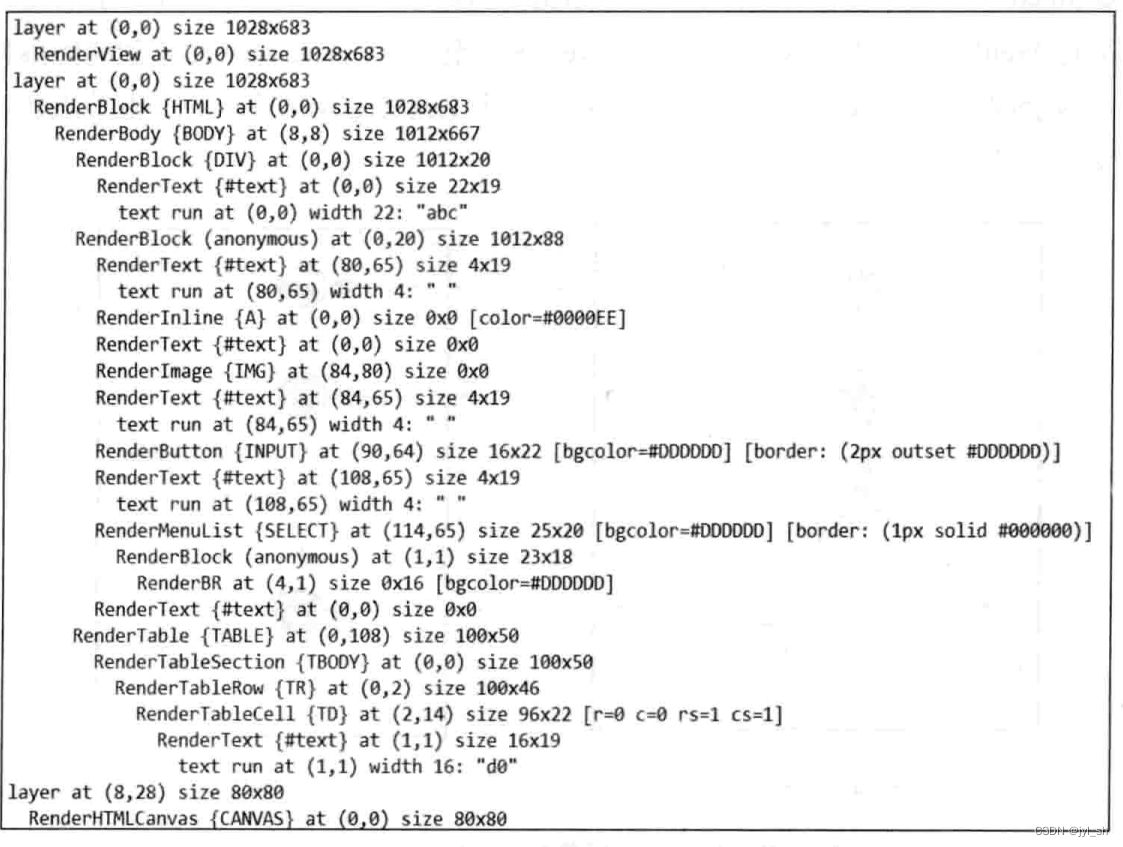 layer at (0,0) size 1028x683
RenderView at (0,0) size 1028x683
layer at (0,0) size 1028x683
RenderBlock {HTML} at (0,0) size 1028x683
RenderBody {BODY} at (8,8) size 1012x667
RenderBlock {DIV} at (0,0) size 1012x20
RenderText {#text} at (0,0) size 22x19
text run at (0,0) width 22: "abc"
RenderBlock (anonymous) at (0,20) size 1012x88
RenderText {#text} at (80,65) size 4x19
text run at (80,65) width 4: " "
RenderInline {A} at (0,0) size 0x0 [color=#0000EE]
RenderText {#text} at (0,0) size 0x0
RenderImage {IMG} at (84,80) size 0x0
RenderText {#text} at (84,65) size 4x19
text run at (84,65) width 4: " "
RenderButton {INPUT} at (90,64) size 16x22 [bgcolor=#DDDDDD] [border: (2px outset #DDDDDD)]
RenderText {#text} at (108,65) size 4x19
text run at (108,65) width 4: " "
RenderMenuList {SELECT} at (114,65) size 25x20 [bgcolor=#DDDDDD] [border: (1px solid #000000)]
RenderBlock (anonymous) at (1,1) size 23x18
RenderBR at (4,1) size 0x16 [bgcolor=#DDDDDD]
RenderText {#text} at (0,0) size 0x0
RenderTable {TABLE} at (0,108) size 100x50
RenderTableSection {TBODY} at (0,0) size 100x50
RenderTableRow {TR} at (0,2) size 100x46
RenderTableCell {TD} at (2,14) size 96x22 [r=0 c=0 rs=1 cs=1]
RenderText {#text} at (1,1) size 16x19
text run at (1,1) width 16: "d0"
layer at (8,28) size 80x80
RenderHTMLCanvas {CANVAS} at (0,0) size 80x80
CSDN @jyl_sh